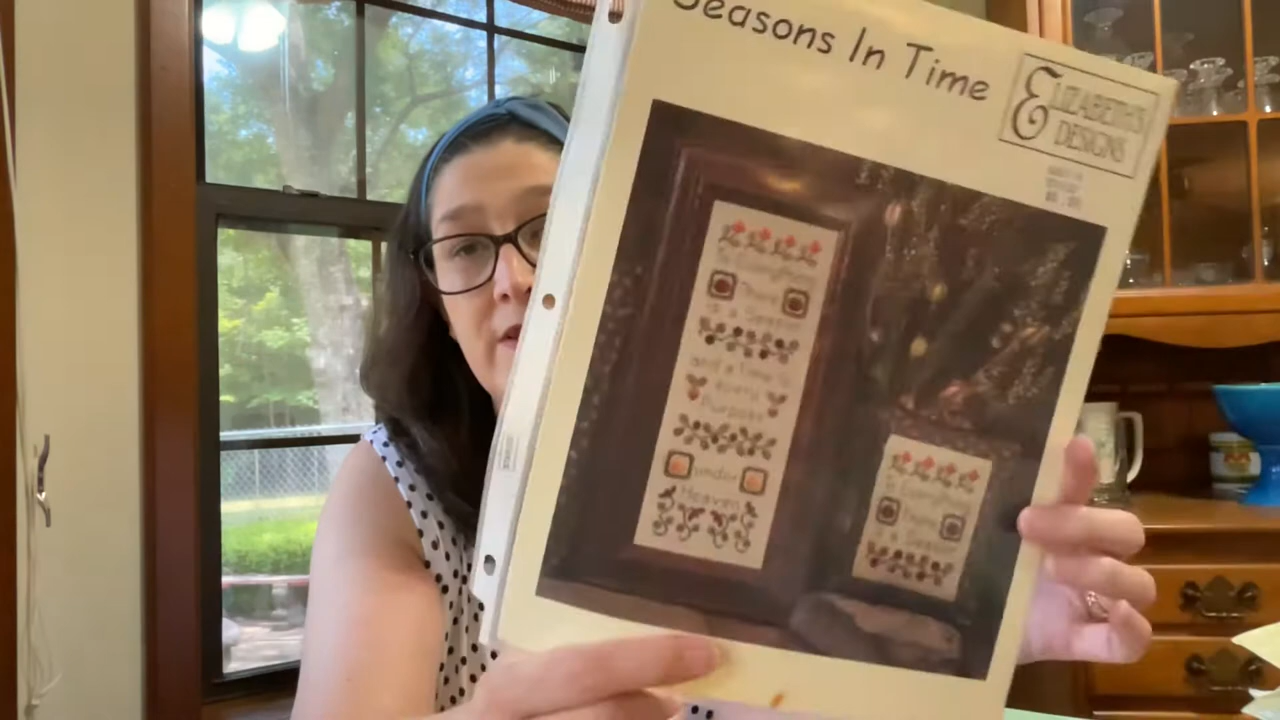 Seasons In Time
ELIZABETH'S
DESIGNS
To Everything
There
is a Season
and a Time to
Every
Purpose
under
Heaven
To Everything
There
is a Season